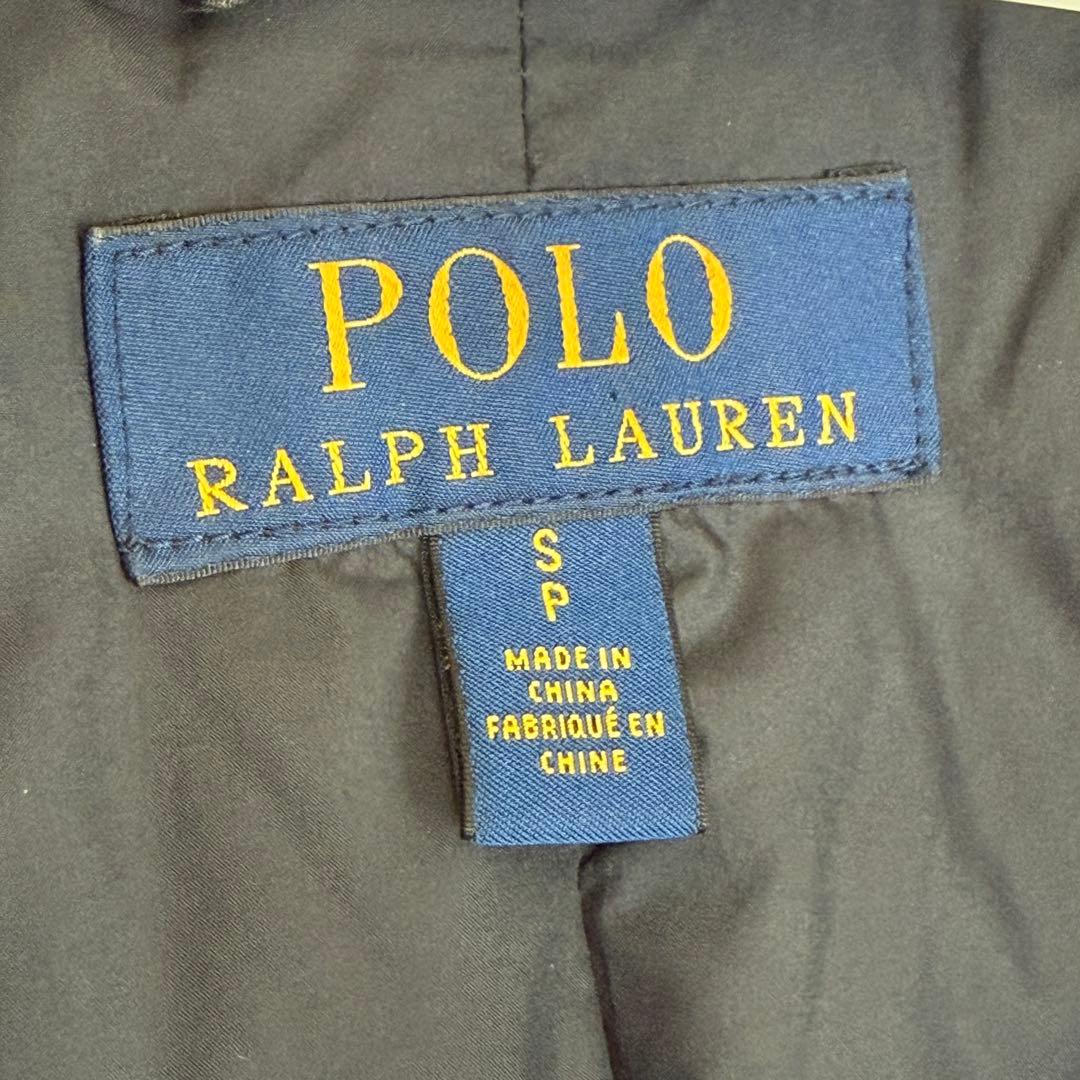 POLO
RALPH LAUREN
S
P
MADE IN
CHINA
FABRIQUÉ EN
CHINE